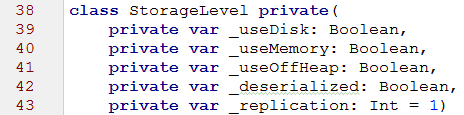 38 class StorageLevel private(
39     private var _useDisk: Boolean,
40     private var _useMemory: Boolean,
41     private var _useOffHeap: Boolean,
42     private var _deserialized: Boolean,
43     private var _replication: Int = 1)